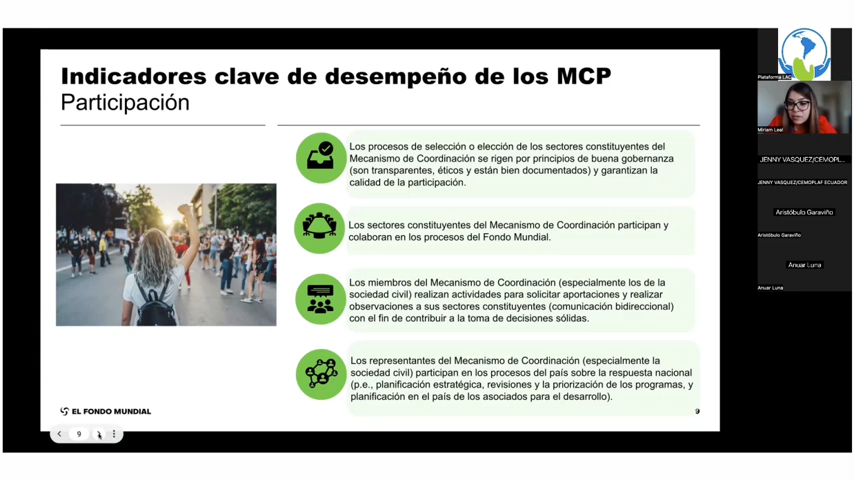 Indicadores clave de desempeño de los MCP
Participación
Los procesos de selección o elección de los sectores constituyentes del
Mecanismo de Coordinación se rigen por principios de buena gobernanza
(son transparentes, éticos y están bien documentados) y garantizan la
calidad de la participación.
Los sectores constituyentes del Mecanismo de Coordinación participan y
colaboran en los procesos del Fondo Mundial.
Los miembros del Mecanismo de Coordinación (especialmente los de la
sociedad civil) realizan actividades para solicitar aportaciones y realizar
observaciones a sus sectores constituyentes (comunicación bidireccional)
con el fin de contribuir a la toma de decisiones sólidas.
Los representantes del Mecanismo de Coordinación (especialmente la
sociedad civil) participan en los procesos del país sobre la respuesta nacional
(p.e., planificación estratégica, revisiones y la priorización de los programas, y
planificación en el país de los asociados para el desarrollo).
EL FONDO MUNDIAL
9
9
Plataforma LAC
Miriam Leal
JENNY VASQUEZ/CEMOPL...
JENNY VASQUEZ/CEMOPLAF ECUADOR
Aristóbulo Garaviño
Aristóbulo Garaviño
Anuar Luna
Anuar Luna